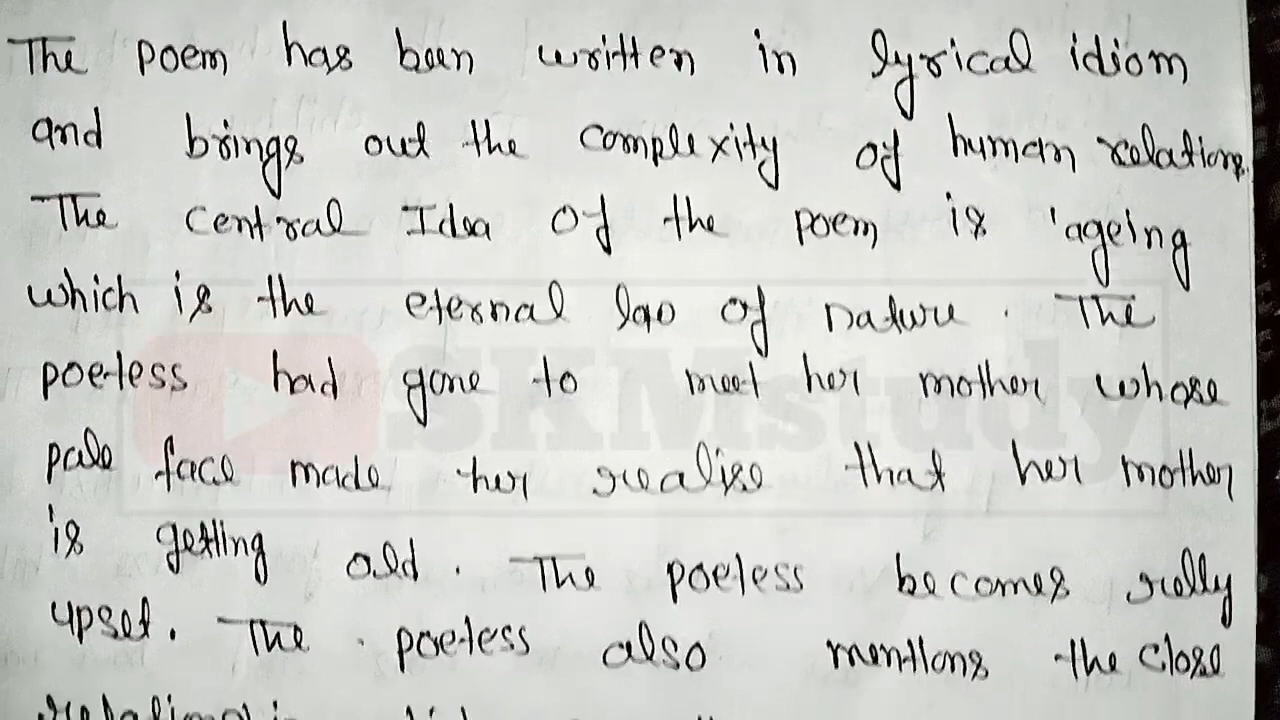 The poem has been written in lyrical idiom
and brings out the complexity of human relations.
The central Idea of the poem is 'ageing
which is the eternal law of nature. The
poetess had gone to meet her mother whose
pale face made her realise that her mother
is getting old. The poetess becomes really
upset. The poetess also mentions the close
SKMstudy